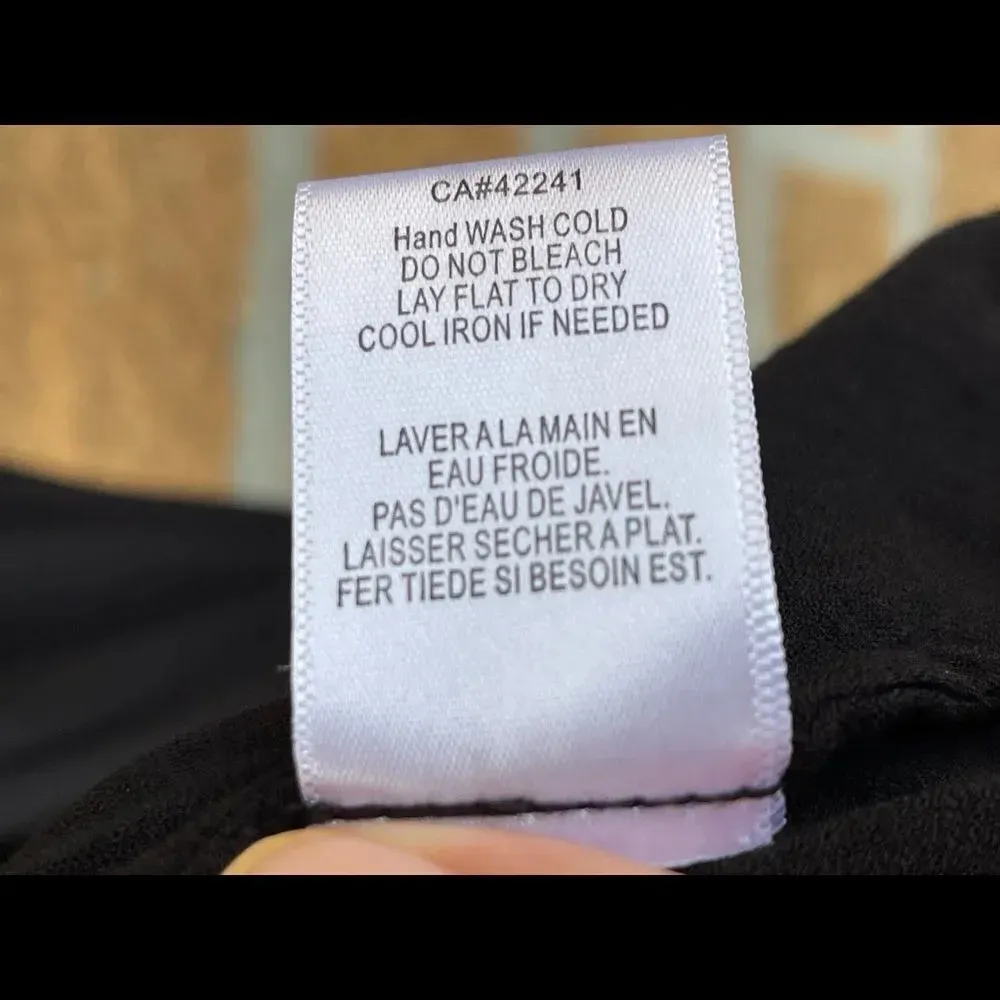 CA#42241
Hand WASH COLD
DO NOT BLEACH
LAY FLAT TO DRY
COOL IRON IF NEEDED
LAVER A LA MAIN EN
EAU FROIDE.
PAS D'EAU DE JAVEL.
LAISSER SECHER A PLAT.
FER TIEDE SI BESOIN EST.